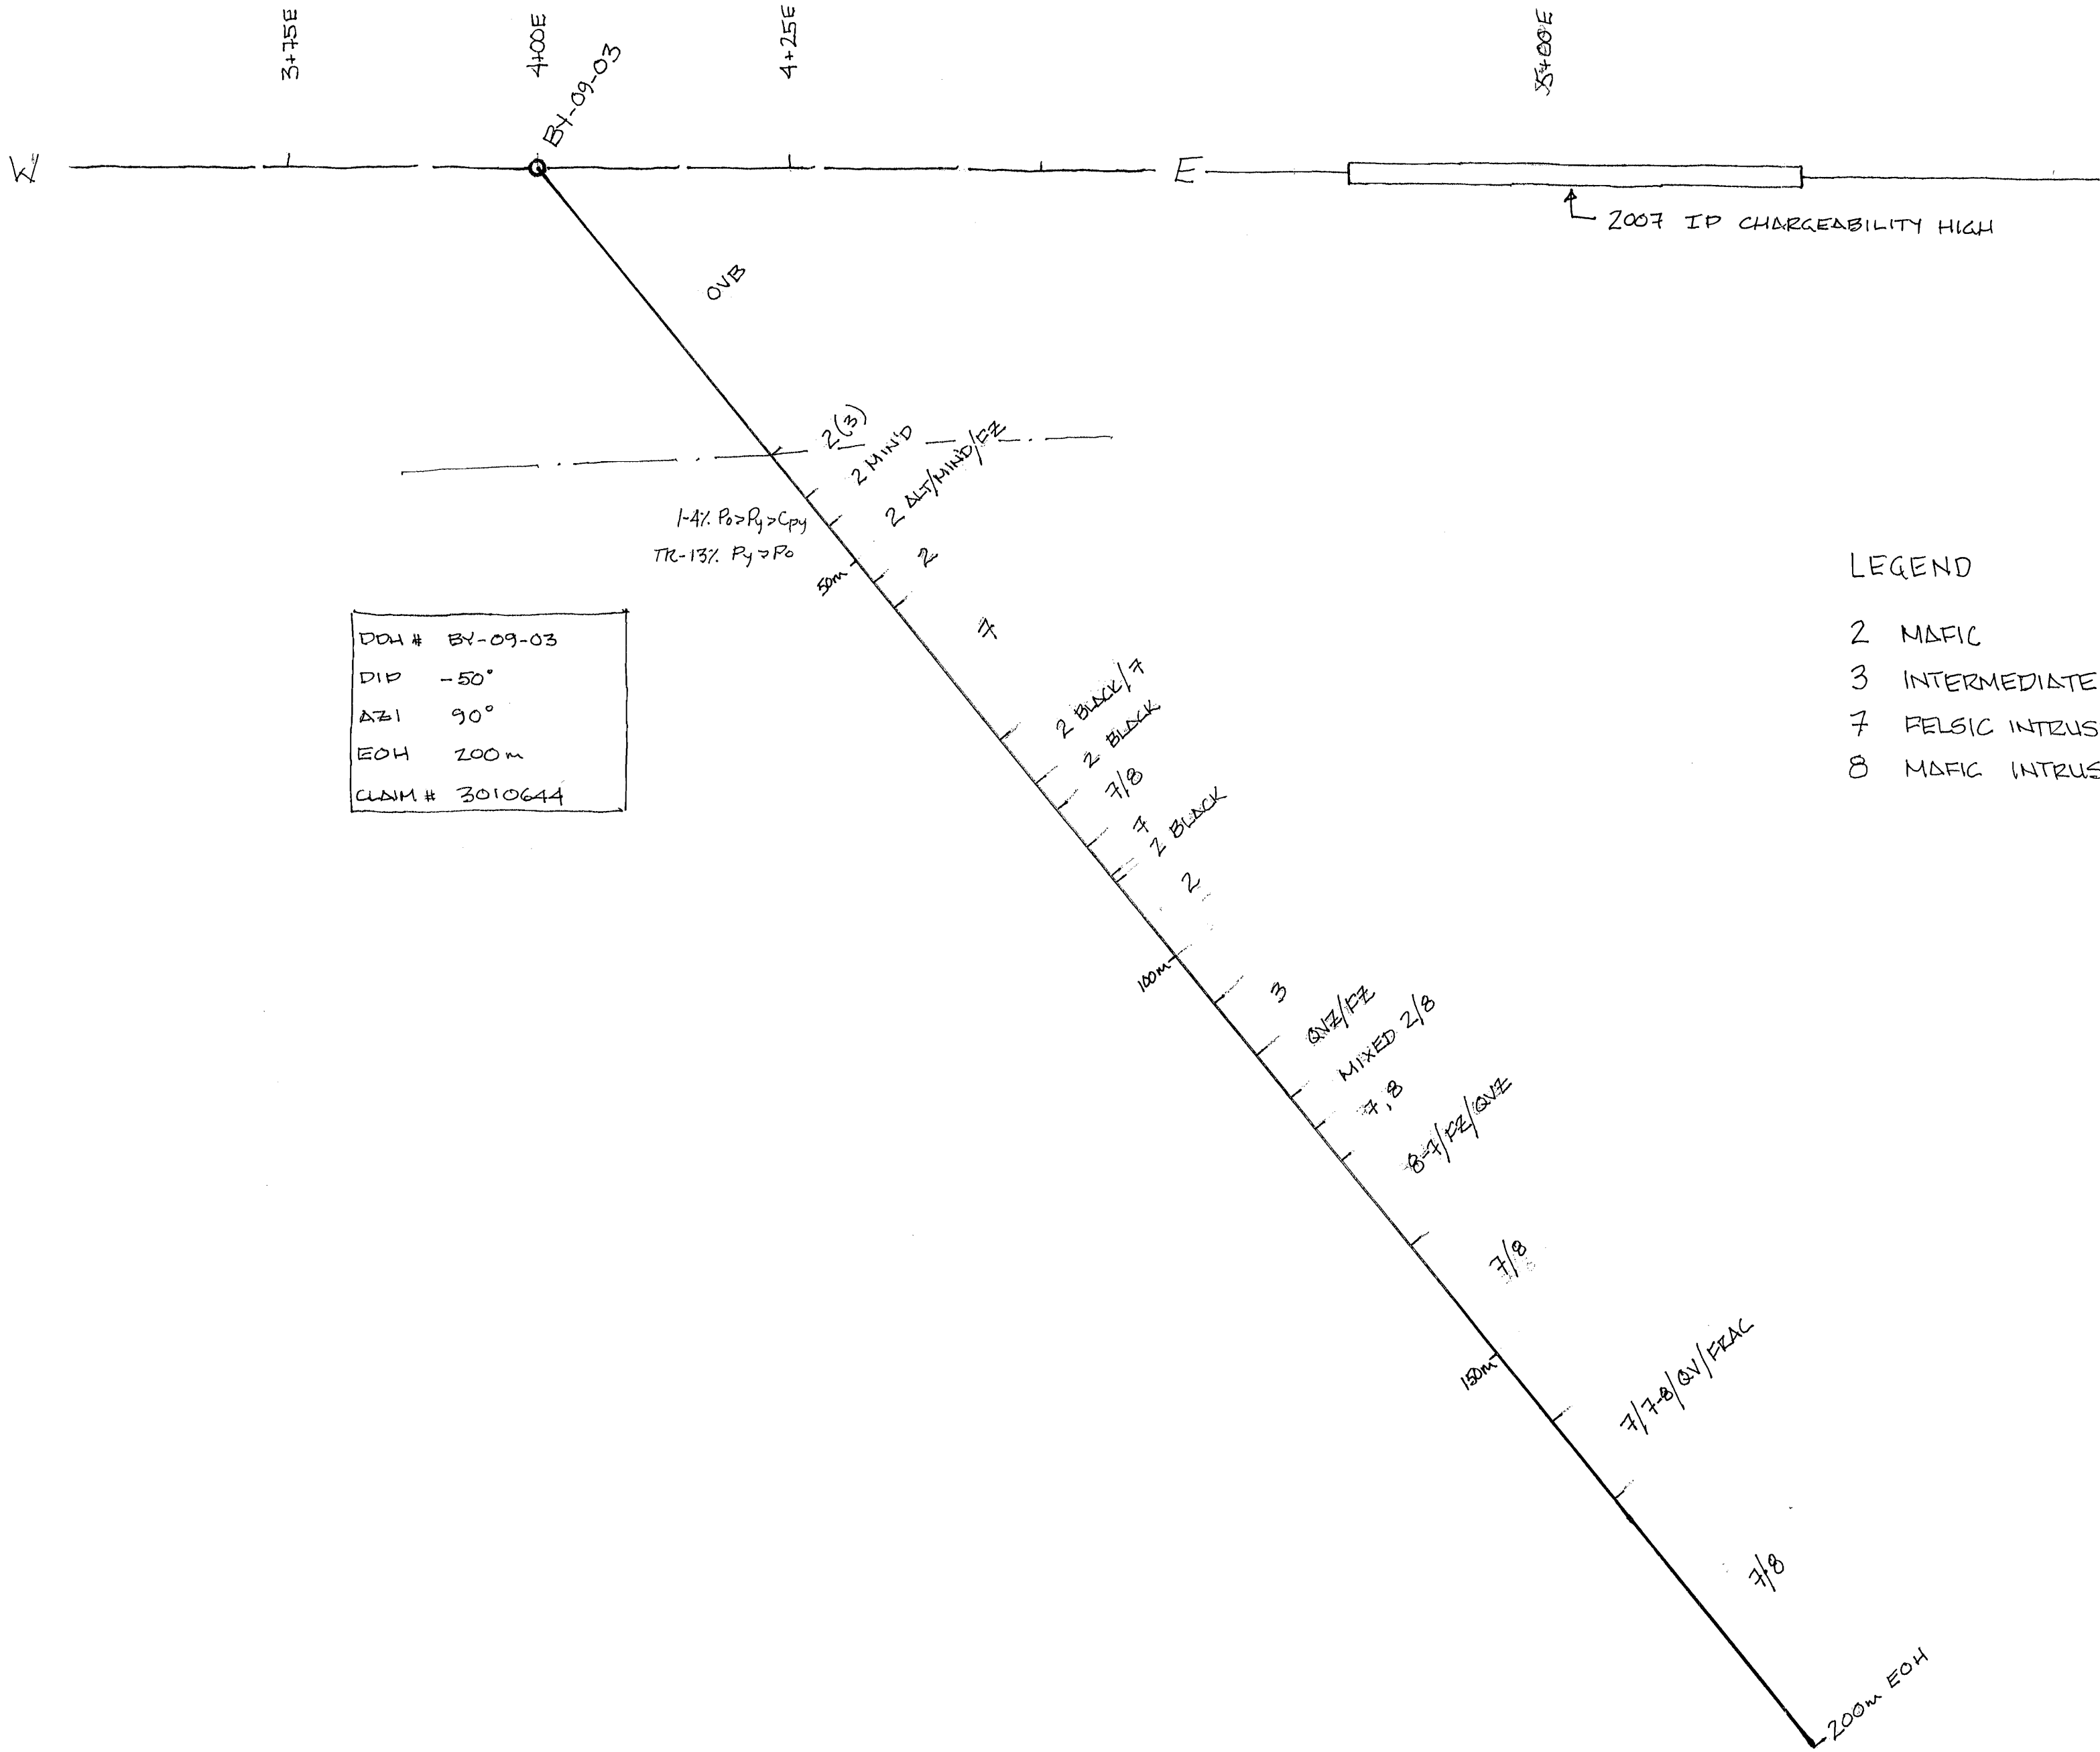 3+75E
4+00E
4+25E
5+00E
BY-09-03
W
E
2007 IP CHARGEABILITY HIGH
OVB
2(3)
2 MIN'D
2 ALT/MIND/FZ
1-4% Po>Py>Cpy
TR-13% Py>Po
50m
2
7
DDH # BY-09-03
DIP -50°
AZI 90°
EOH 200m
CLAIM # 3010644
LEGEND
2 MAFIC
3 INTERMEDIATE
7 FELSIC INTRUS
8 MAFIC INTRUS
2 BLACK/7
2 BLACK
7/8
7
2 BLACK
2
100m
3
QVZ/FZ
MIXED 2/8
7,8
8-7/FZ/QVZ
7/8
150m
7/7-8/QV/FRAC
7/8
200m EOH